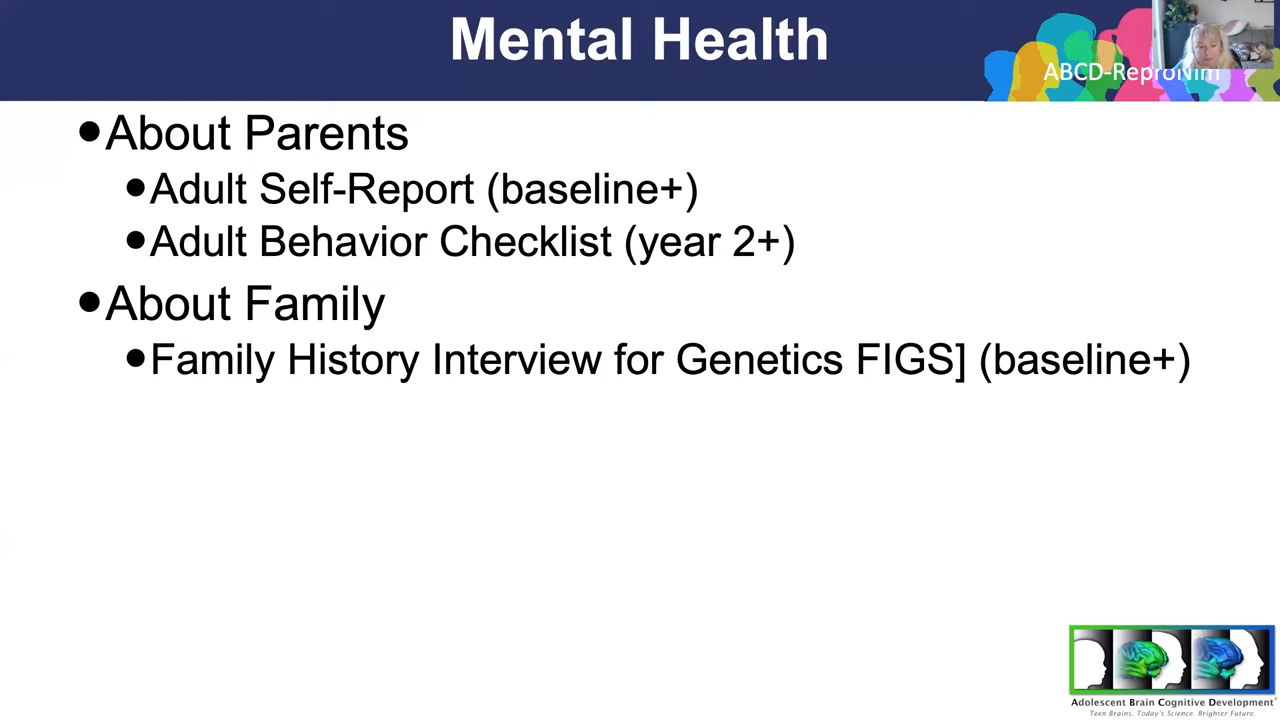 Mental Health
ABCD-ReproNim
•About Parents
•Adult Self-Report (baseline+)
•Adult Behavior Checklist (year 2+)
•About Family
•Family History Interview for Genetics FIGS] (baseline+)
Adolescent Brain Cognitive Development
Teen Brains. Today's Science. Brighter Future.